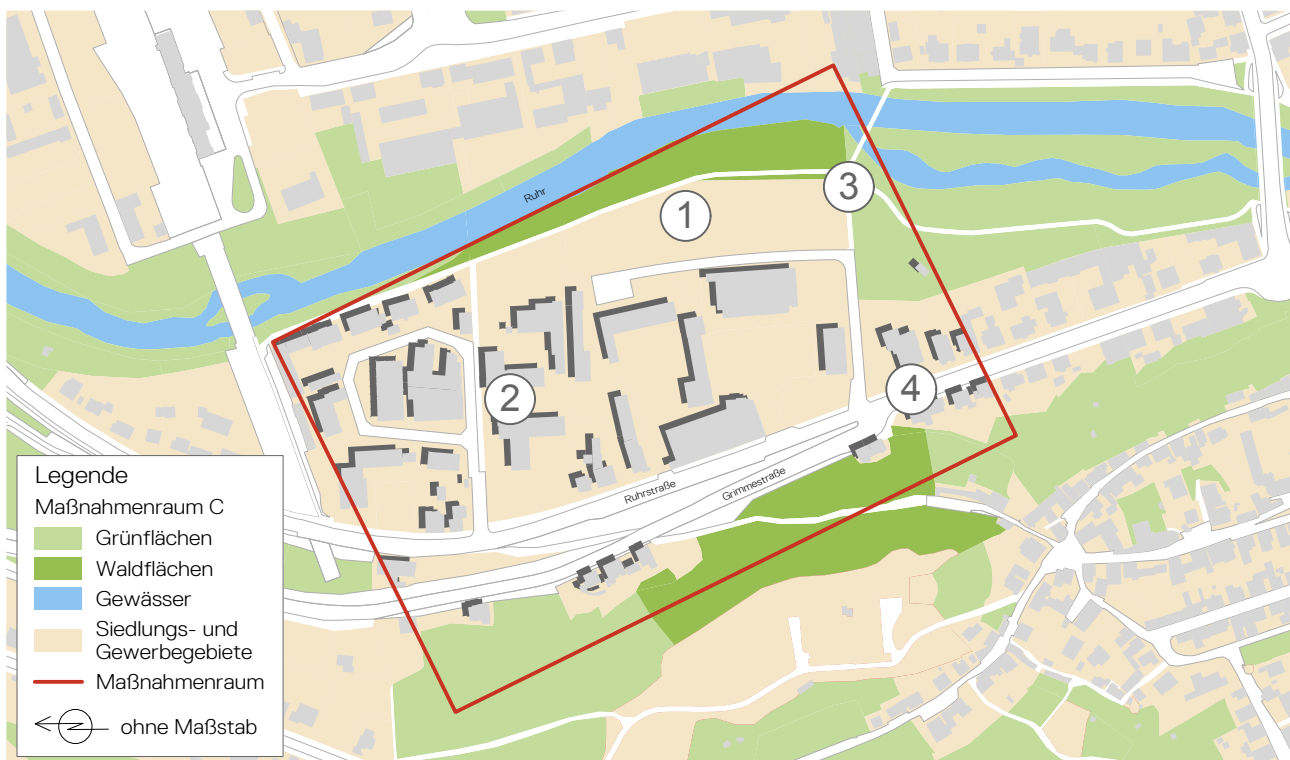 Ruhr
1
3
2
4
Ruhrstraße
Grimmestraße
Legende
Maßnahmenraum C
Grünflächen
Waldflächen
Gewässer
Siedlungs- und
Gewerbegebiete
Maßnahmenraum
ohne Maßstab